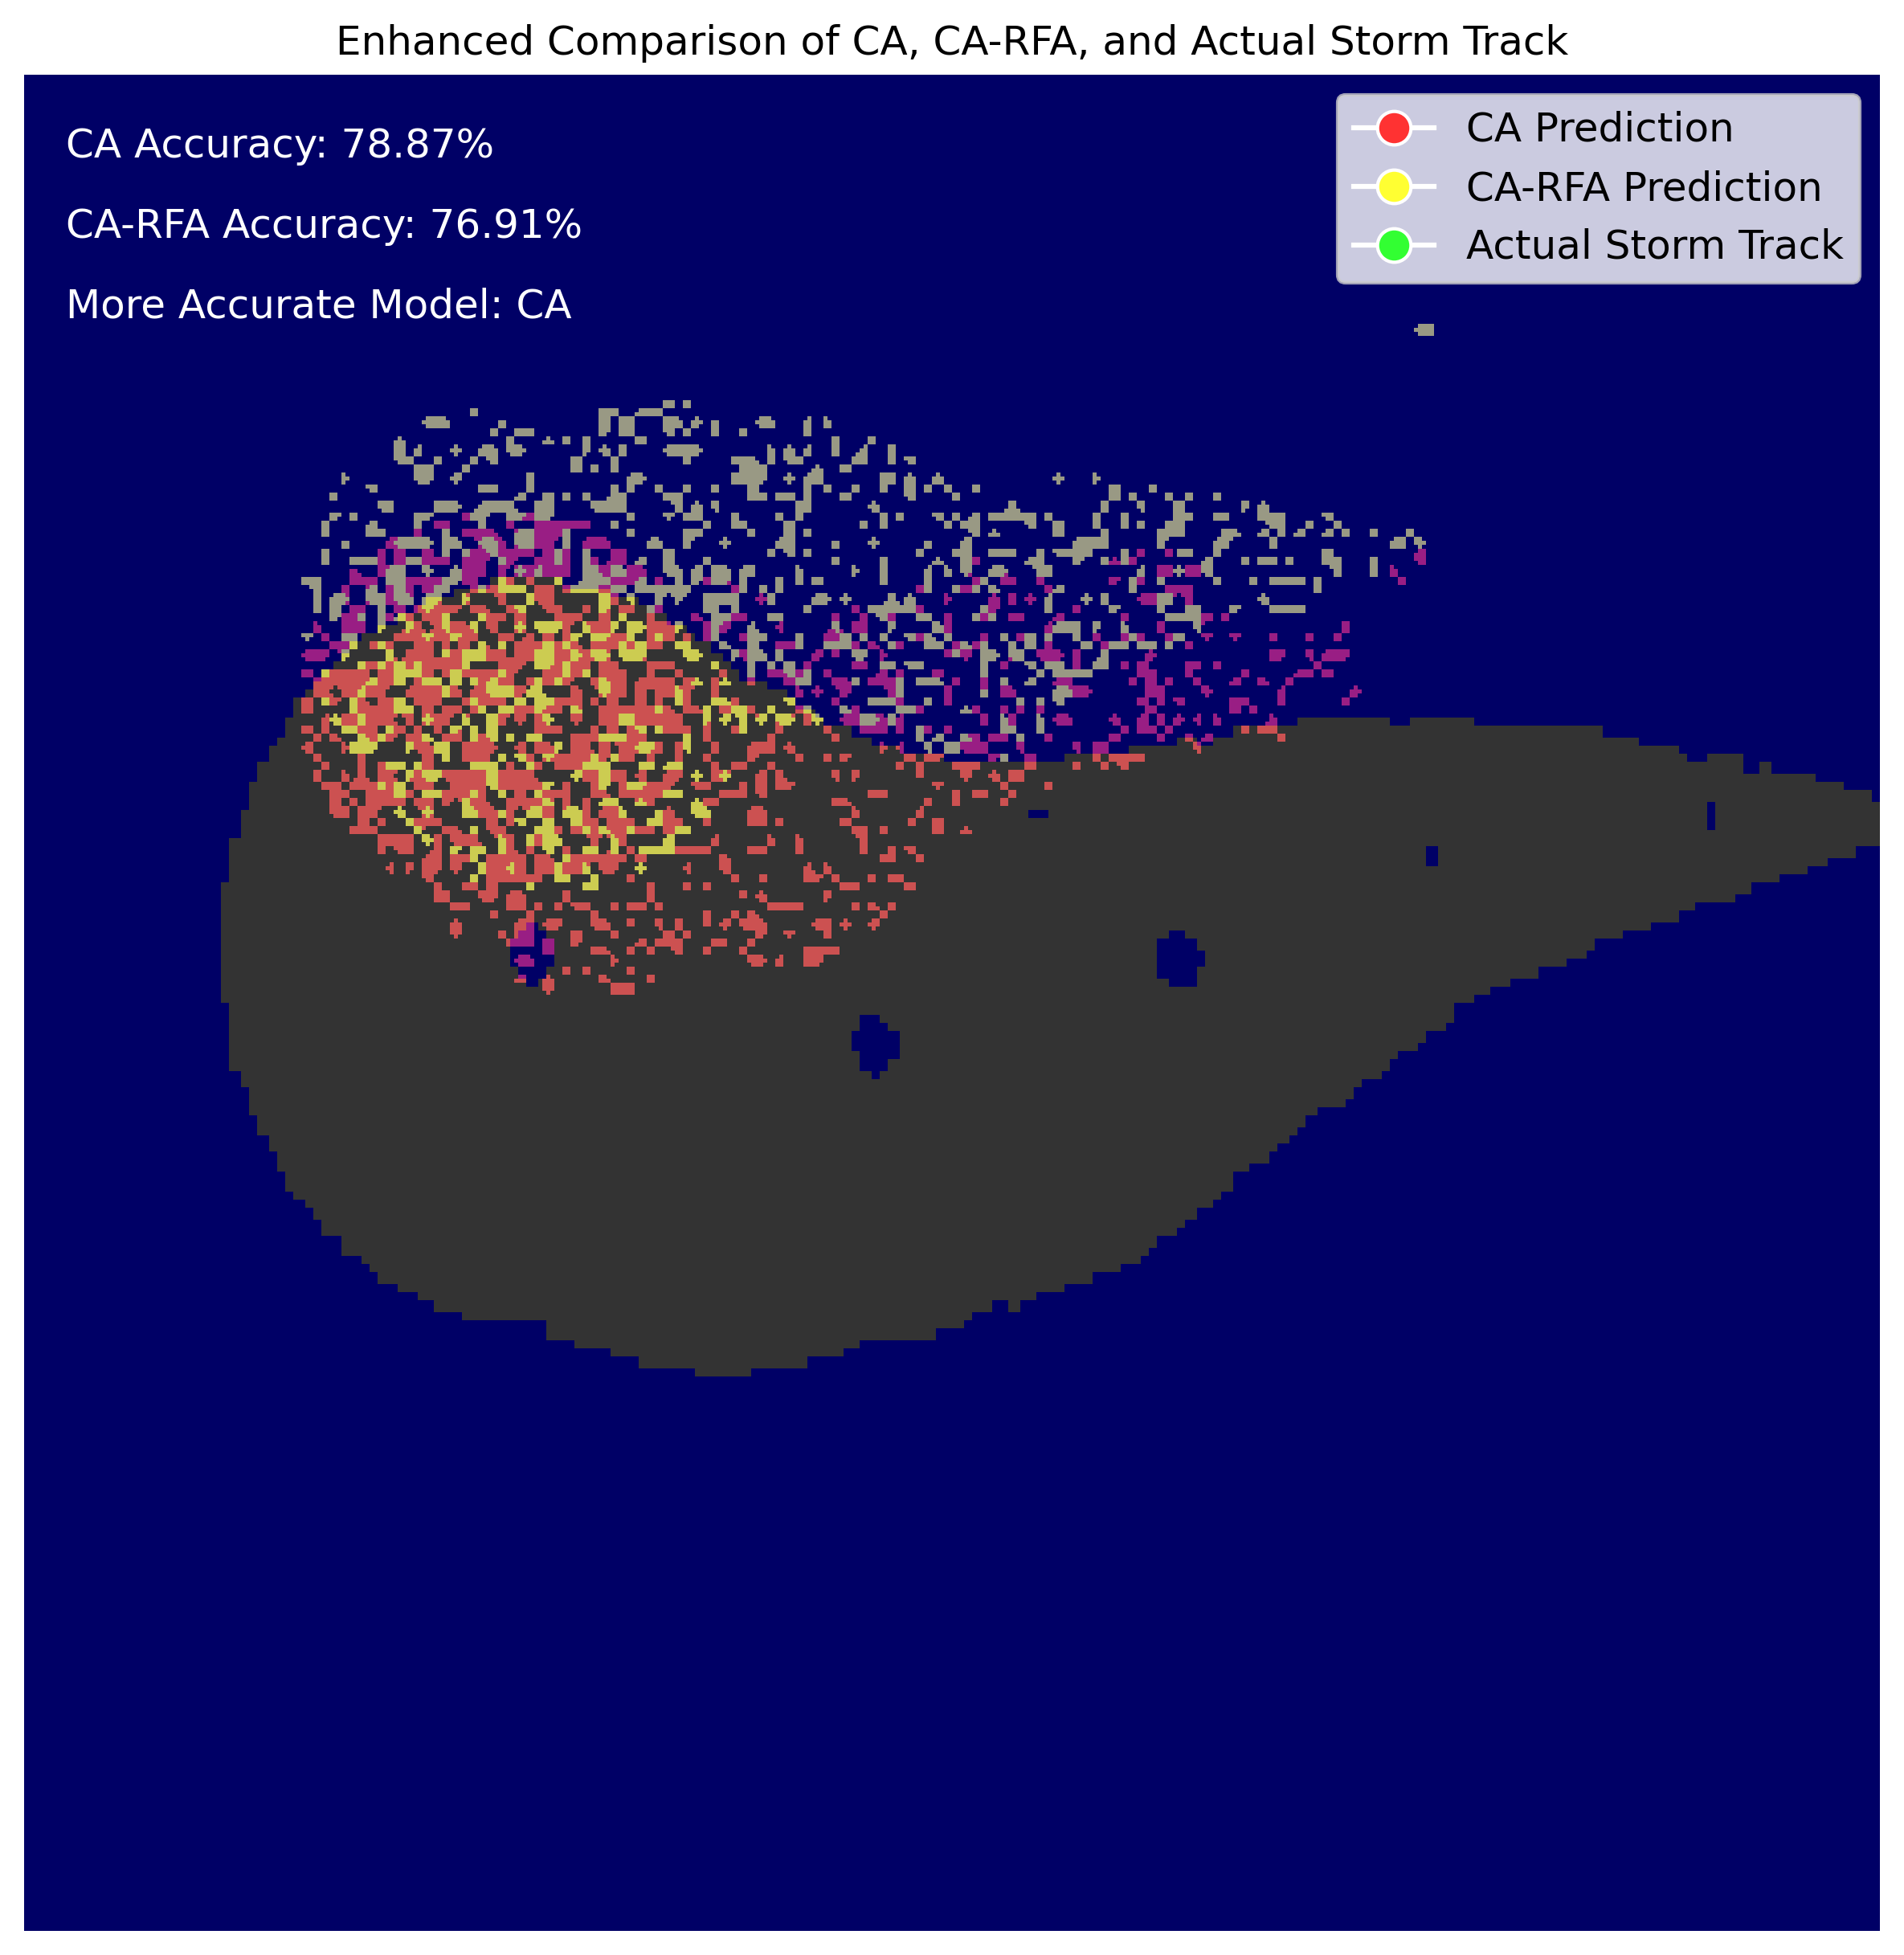 Enhanced Comparison of CA, CA-RFA, and Actual Storm Track
CA Accuracy: 78.87%
CA-RFA Accuracy: 76.91%
More Accurate Model: CA
CA Prediction
CA-RFA Prediction
Actual Storm Track